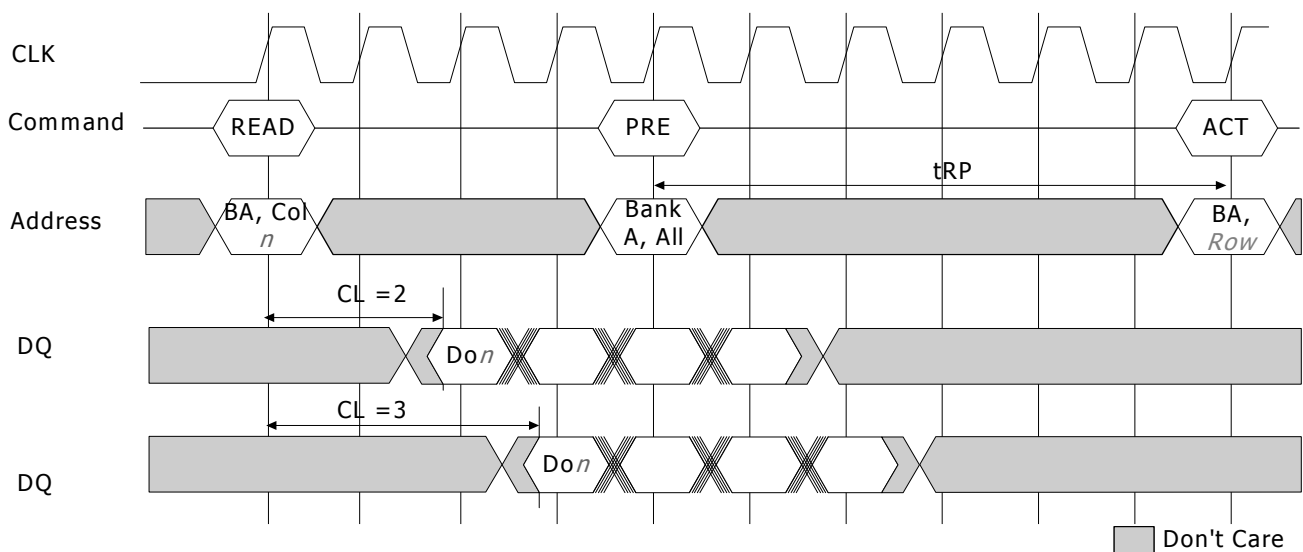 CLK
Command
READ
PRE
ACT
tRP
Address
BA, Col
n
Bank
A, All
BA,
Row
CL =2
DQ
Don
CL =3
DQ
Don
Don't Care